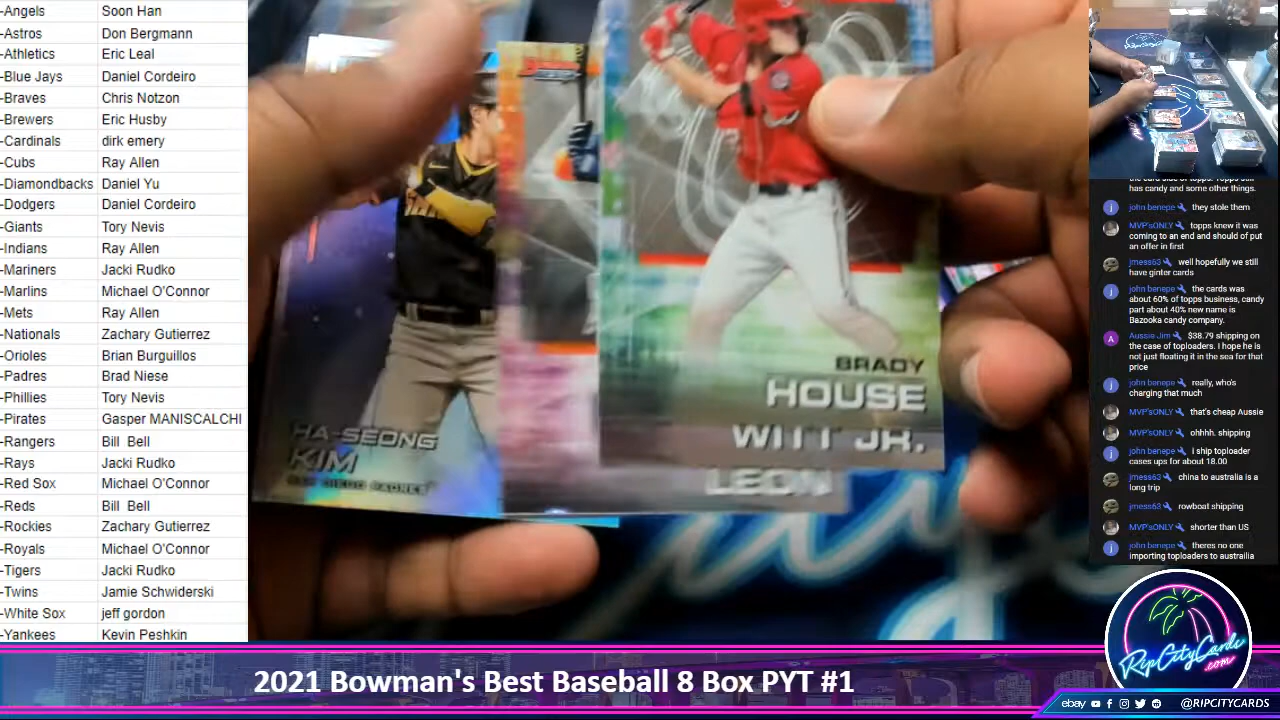 -Angels Soon Han
-Astros Don Bergmann
-Athletics Eric Leal
-Blue Jays Daniel Cordeiro
-Braves Chris Notzon
-Brewers Eric Husby
-Cardinals dirk emery
-Cubs Ray Allen
-Diamondbacks Daniel Yu
-Dodgers Daniel Cordeiro
-Giants Tory Nevis
-Indians Ray Allen
-Mariners Jacki Rudko
-Marlins Michael O'Connor
-Mets Ray Allen
-Nationals Zachary Gutierrez
-Orioles Brian Burguillos
-Padres Brad Niese
-Phillies Tory Nevis
-Pirates Gasper MANISCALCHI
-Rangers Bill Bell
-Rays Jacki Rudko
-Red Sox Michael O'Connor
-Reds Bill Bell
-Rockies Zachary Gutierrez
-Royals Michael O'Connor
-Tigers Jacki Rudko
-Twins Jamie Schwiderski
-White Sox jeff gordon
-Yankees Kevin Peshkin
BRADY
HOUSE
WITT JR.
LEON
HA-SEONG
KIM
SAN DIEGO PADRES
has candy and some other things.
j john benepe they stole them
MVP'sONLY topps knew it was
coming to an end and should of put
an offer in first
jmess63 well hopefully we still
have ginter cards
j john benepe the cards was
about 60% of topps business, candy
part about 40% new name is
Bazooka candy company.
A Aussie Jim $38.79 shipping on
the case of toploaders. I hope he is
not just floating it in the sea for that
price
j john benepe really, who's
charging that much
MVP'sONLY that's cheap Aussie
MVP'sONLY ohhhh. shipping
j john benepe i ship toploader
cases ups for about 18.00
jmess63 china to australia is a
long trip
jmess63 rowboat shipping
MVP'sONLY shorter than US
j john benepe theres no one
importing toploaders to austrailia
RipCityCards
.com
2021 Bowman's Best Baseball 8 Box PYT #1
ebay @RIPCITYCARDS